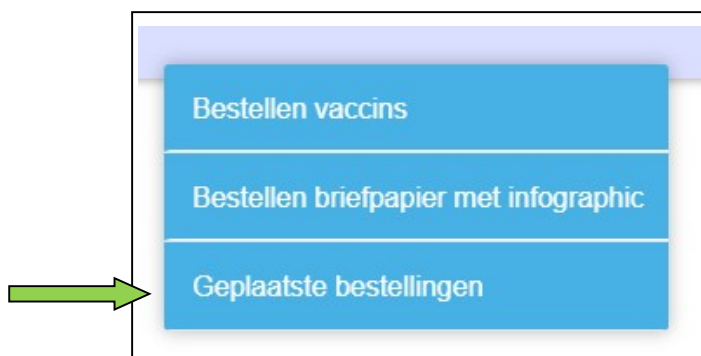 Bestellen vaccins
Bestellen briefpapier met infographic
Geplaatste bestellingen